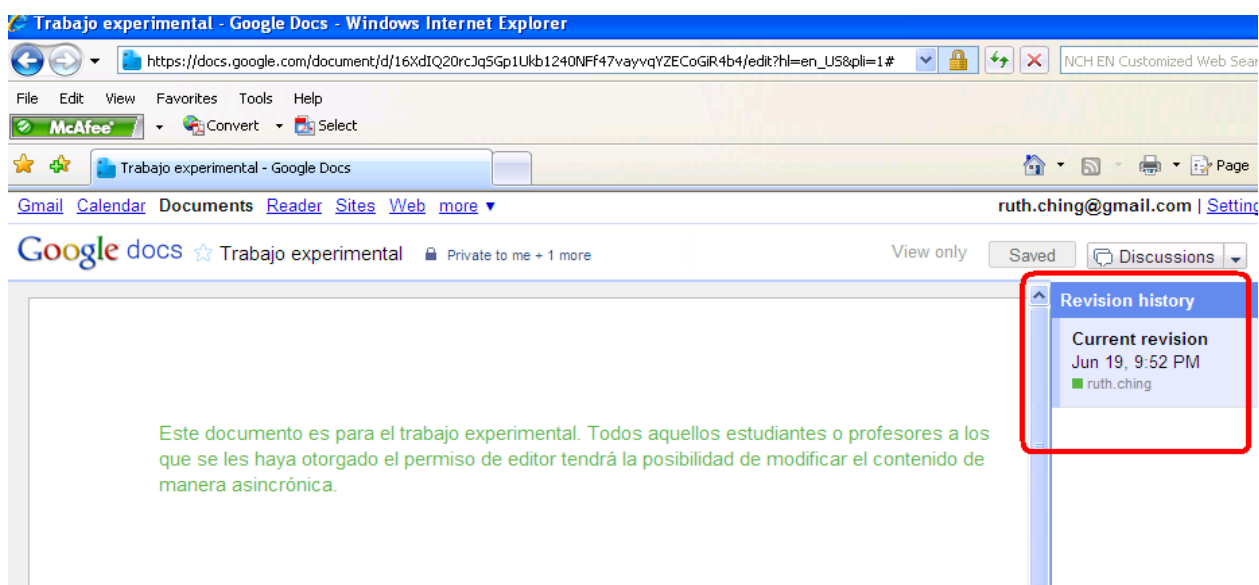 Trabajo experimental - Google Docs - Windows Internet Explorer
https://docs.google.com/document/d/16XdIQ20rcJqSGp1Ukb1240NFf47vayvqYZECoGiR4b4/edit?hl=en_US&pli=1#
NCH EN Customized Web Sear
File Edit View Favorites Tools Help
McAfee Convert Select
Trabajo experimental - Google Docs
Page
Gmail Calendar Documents Reader Sites Web more ▼
ruth.ching@gmail.com | Setting
Google docs Trabajo experimental Private to me + 1 more
View only Saved Discussions
Revision history
Current revision
Jun 19, 9:52 PM
ruth.ching
Este documento es para el trabajo experimental. Todos aquellos estudiantes o profesores a los
que se les haya otorgado el permiso de editor tendrá la posibilidad de modificar el contenido de
manera asincrónica.